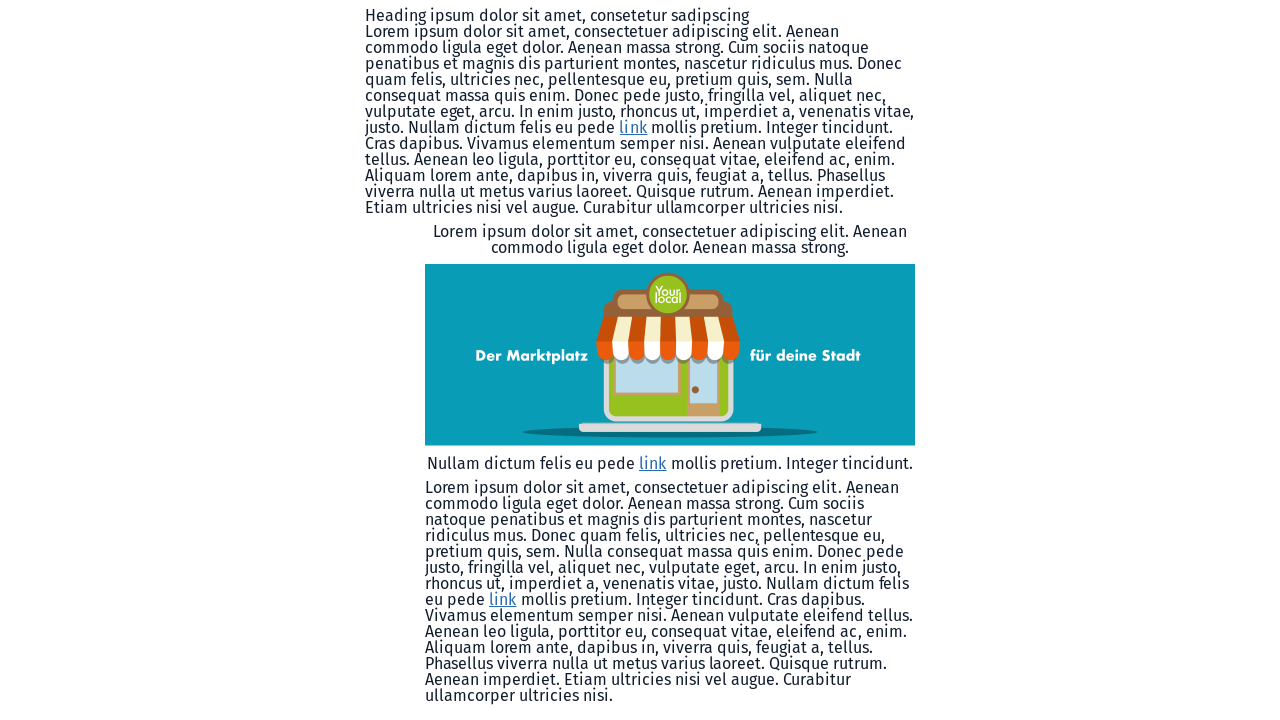 Heading ipsum dolor sit amet, consetetur sadipscing
Lorem ipsum dolor sit amet, consectetuer adipiscing elit. Aenean
commodo ligula eget dolor. Aenean massa strong. Cum sociis natoque
penatibus et magnis dis parturient montes, nascetur ridiculus mus. Donec
quam felis, ultricies nec, pellentesque eu, pretium quis, sem. Nulla
consequat massa quis enim. Donec pede justo, fringilla vel, aliquet nec,
vulputate eget, arcu. In enim justo, rhoncus ut, imperdiet a, venenatis vitae,
justo. Nullam dictum felis eu pede link mollis pretium. Integer tincidunt.
Cras dapibus. Vivamus elementum semper nisi. Aenean vulputate eleifend
tellus. Aenean leo ligula, porttitor eu, consequat vitae, eleifend ac, enim.
Aliquam lorem ante, dapibus in, viverra quis, feugiat a, tellus. Phasellus
viverra nulla ut metus varius laoreet. Quisque rutrum. Aenean imperdiet.
Etiam ultricies nisi vel augue. Curabitur ullamcorper ultricies nisi.
Lorem ipsum dolor sit amet, consectetuer adipiscing elit. Aenean
commodo ligula eget dolor. Aenean massa strong.
Your
local
Der Marktplatz für deine Stadt
Nullam dictum felis eu pede link mollis pretium. Integer tincidunt.
Lorem ipsum dolor sit amet, consectetuer adipiscing elit. Aenean
commodo ligula eget dolor. Aenean massa strong. Cum sociis
natoque penatibus et magnis dis parturient montes, nascetur
ridiculus mus. Donec quam felis, ultricies nec, pellentesque eu,
pretium quis, sem. Nulla consequat massa quis enim. Donec pede
justo, fringilla vel, aliquet nec, vulputate eget, arcu. In enim justo,
rhoncus ut, imperdiet a, venenatis vitae, justo. Nullam dictum felis
eu pede link mollis pretium. Integer tincidunt. Cras dapibus.
Vivamus elementum semper nisi. Aenean vulputate eleifend tellus.
Aenean leo ligula, porttitor eu, consequat vitae, eleifend ac, enim.
Aliquam lorem ante, dapibus in, viverra quis, feugiat a, tellus.
Phasellus viverra nulla ut metus varius laoreet. Quisque rutrum.
Aenean imperdiet. Etiam ultricies nisi vel augue. Curabitur
ullamcorper ultricies nisi.